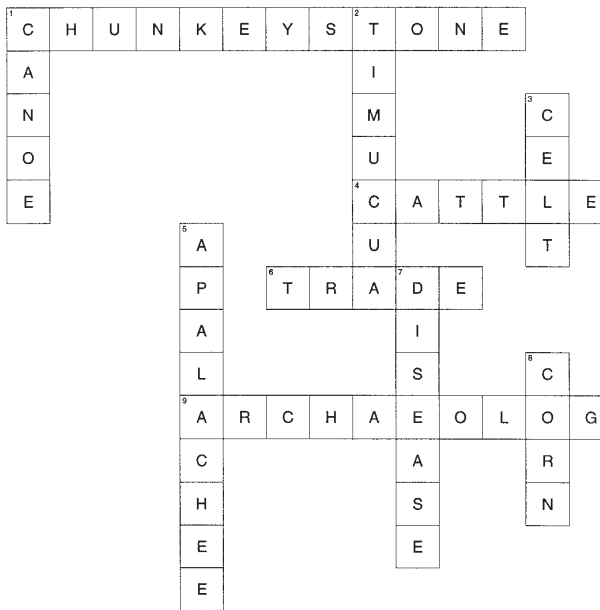 1 C H U N K E Y S 2 T O N E
A I
N M 3 C
O U E
E 4 C A T T L E
5 A U T
P 6 T R A 7 D E
A I
L S 8 C
9 A R C H A E O L O G
C A R
H S N
E E
E